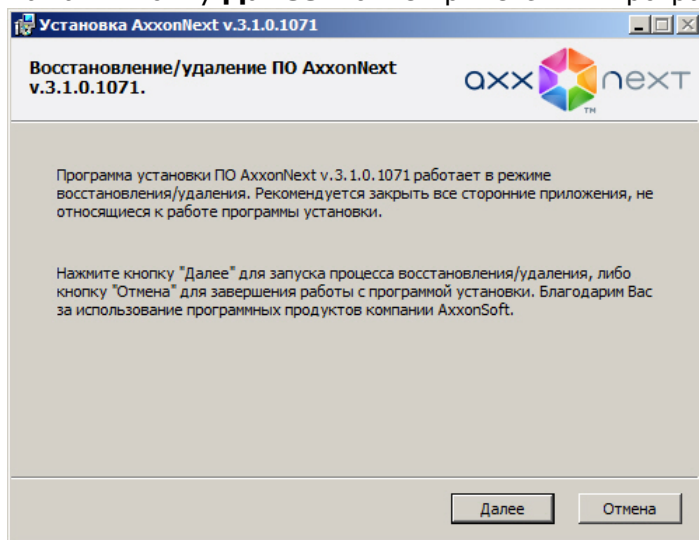 Далее
Установка AxxonNext v.3.1.0.1071
Восстановление/удаление ПО AxxonNext
v.3.1.0.1071.
axxnext
TM
Программа установки ПО AxxonNext v.3.1.0.1071 работает в режиме
восстановления/удаления. Рекомендуется закрыть все сторонние приложения, не
относящиеся к работе программы установки.
Нажмите кнопку "Далее" для запуска процесса восстановления/удаления, либо
кнопку "Отмена" для завершения работы с программой установки. Благодарим Вас
за использование программных продуктов компании AxxonSoft.
Далее Отмена